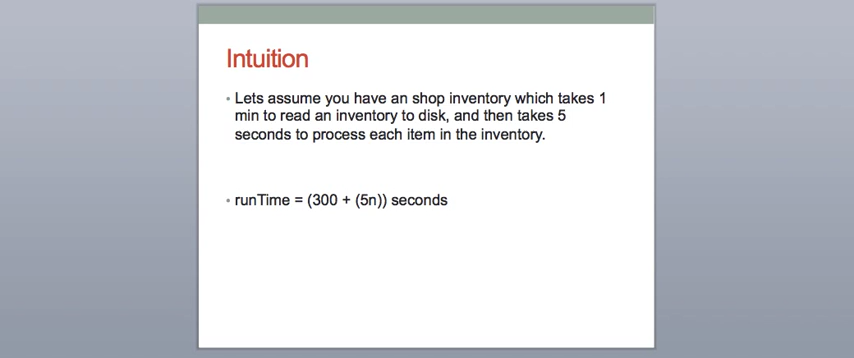 Intuition
• Lets assume you have an shop inventory which takes 1
min to read an inventory to disk, and then takes 5
seconds to process each item in the inventory.
• runTime = (300 + (5n)) seconds